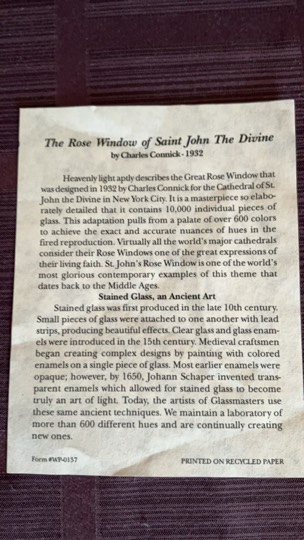 The Rose Window of Saint John The Divine
by Charles Connick - 1932
Heavenly light aptly describes the Great Rose Window that
was designed in 1932 by Charles Connick for the Cathedral of St.
John the Divine in New York City. It is a masterpiece so elabo-
rately detailed that it contains 10,000 individual pieces of
glass. This adaptation pulls from a palate of over 600 colors
to achieve the exact and accurate nuances of hues in the
fired reproduction. Virtually all the world's major cathedrals
consider their Rose Windows one of the great expressions of
their living faith. St. John's Rose Window is one of the world's
most glorious contemporary examples of this theme that
dates back to the Middle Ages.
Stained Glass, an Ancient Art
Stained glass was first produced in the late 10th century.
Small pieces of glass were attached to one another with lead
strips, producing beautiful effects. Clear glass and glass enam-
els were introduced in the 15th century. Medieval craftsmen
began creating complex designs by painting with colored
enamels on a single piece of glass. Most earlier enamels were
opaque; however, by 1650, Johann Schaper invented trans-
parent enamels which allowed for stained glass to become
truly an art of light. Today, the artists of Glassmasters use
these same ancient techniques. We maintain a laboratory of
more than 600 different hues and are continually creating
new ones.
Form #WP-0157 PRINTED ON RECYCLED PAPER